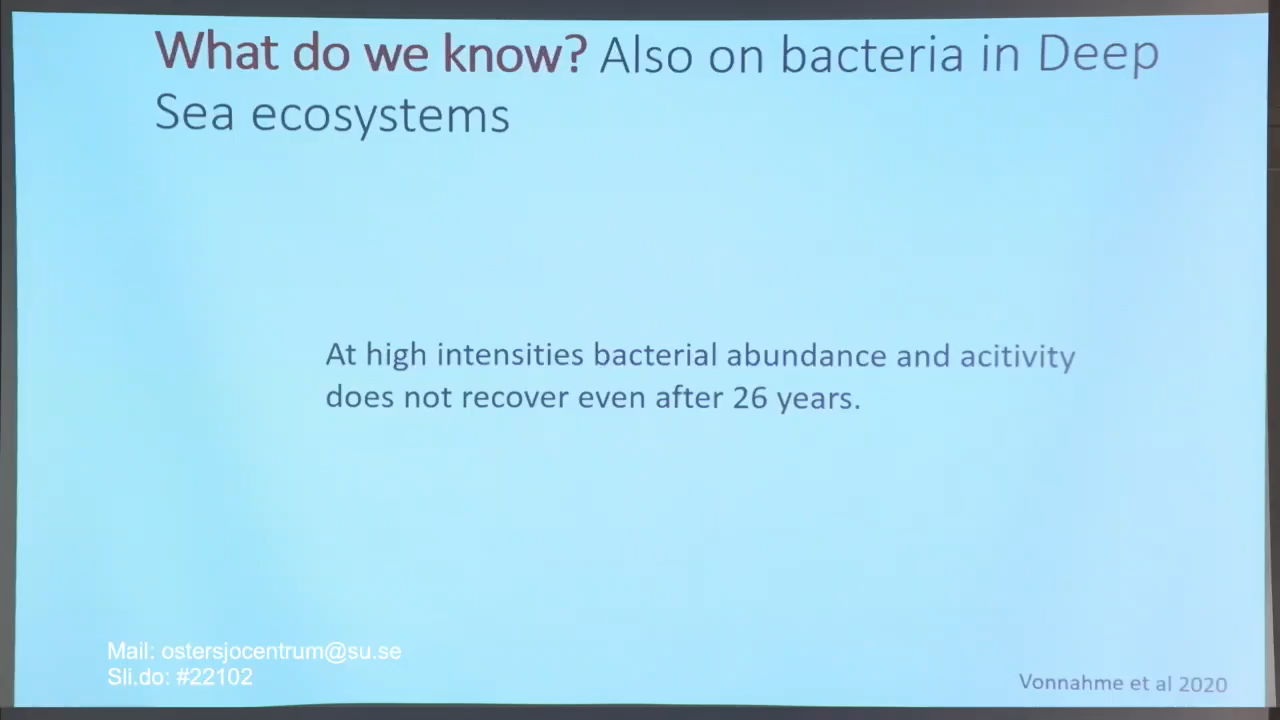 What do we know? Also on bacteria in Deep
Sea ecosystems
At high intensities bacterial abundance and acitivity
does not recover even after 26 years.
Mail: ostersjocentrum@su.se
Sli.do: #22102
Vonnahme et al 2020